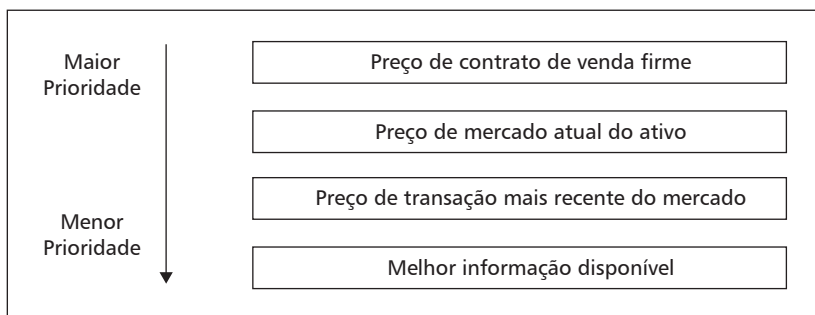 Maior
Prioridade
Preço de contrato de venda firme
Preço de mercado atual do ativo
Preço de transação mais recente do mercado
Menor
Prioridade
Melhor informação disponível